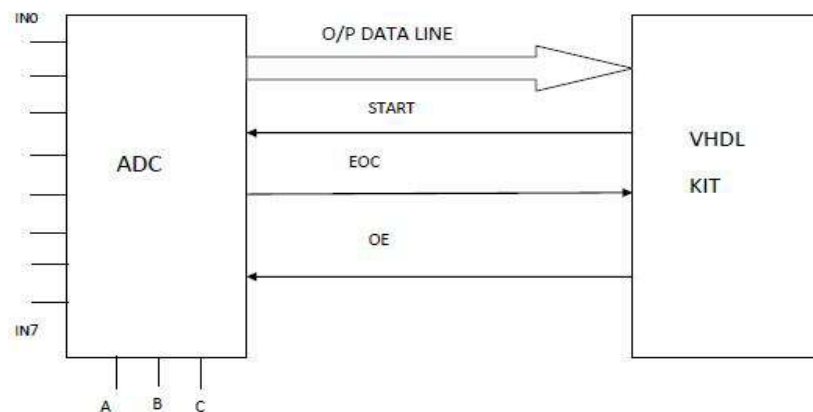 IN0
O/P DATA LINE
START
ADC
EOC
VHDL
KIT
OE
IN7
A B C